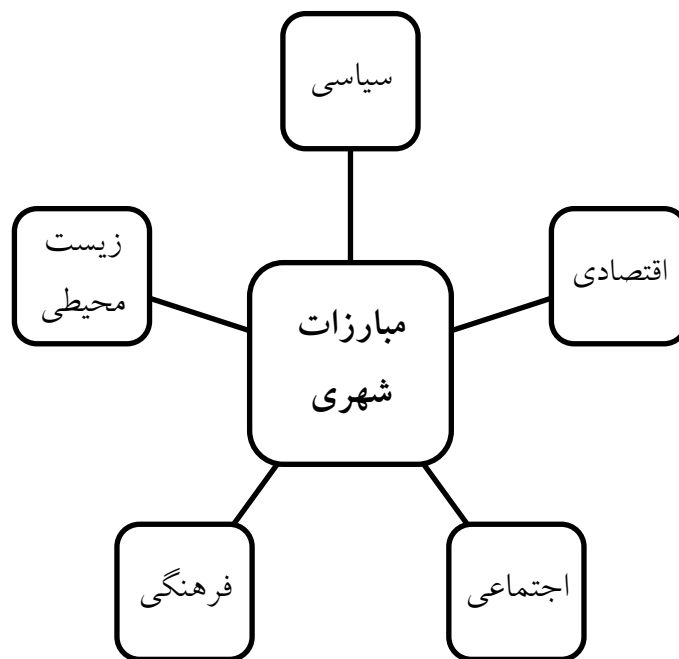 سیاسی
اقتصادی
زیست
محیطی
مبارزات
شهری
اجتماعی
فرهنگی